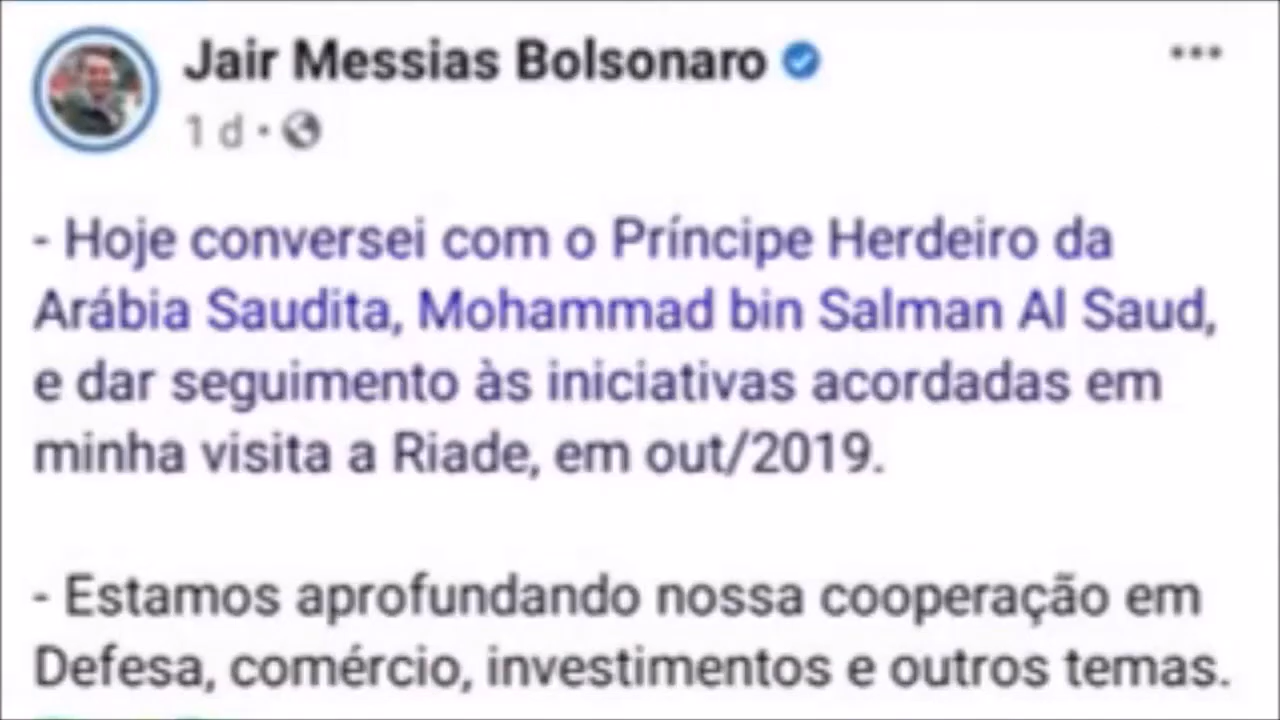 Jair Messias Bolsonaro
1 d ·
- Hoje conversei com o Príncipe Herdeiro da
Arábia Saudita, Mohammad bin Salman Al Saud,
e dar seguimento às iniciativas acordadas em
minha visita a Riade, em out/2019.
- Estamos aprofundando nossa cooperação em
Defesa, comércio, investimentos e outros temas.